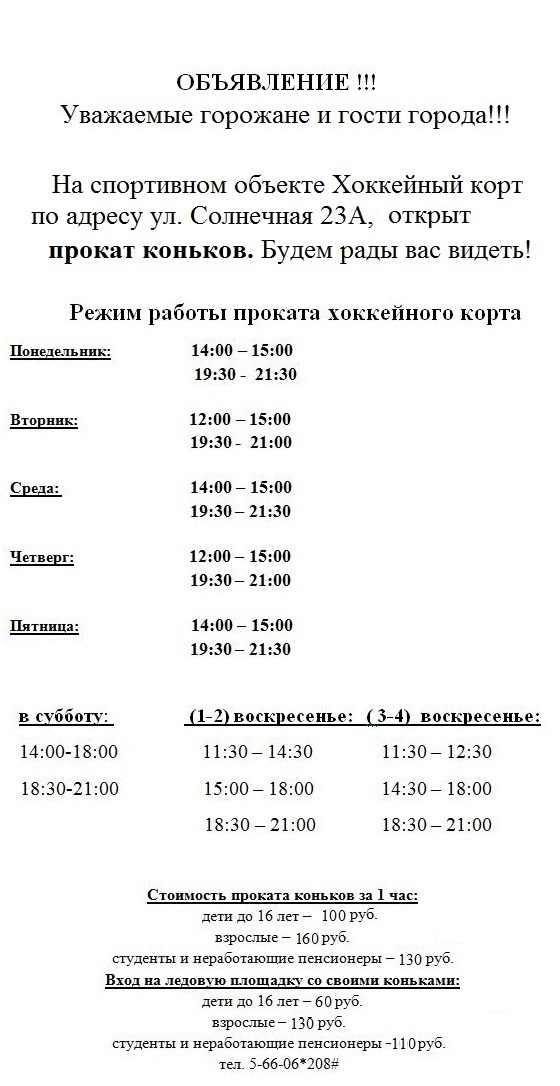 ОБЪЯВЛЕНИЕ !!!
Уважаемые горожане и гости города!!!
На спортивном объекте Хоккейный корт
по адресу ул. Солнечная 23А, открыт
прокат коньков. Будем рады вас видеть!
Режим работы проката хоккейного корта
Понедельник: 14:00 – 15:00
19:30 - 21:30
Вторник: 12:00 – 15:00
19:30 - 21:00
Среда: 14:00 – 15:00
19:30 – 21:30
Четверг: 12:00 – 15:00
19:30 – 21:00
Пятница: 14:00 – 15:00
19:30 – 21:30
в субботу: (1-2) воскресенье: ( 3-4) воскресенье:
14:00-18:00 11:30 – 14:30 11:30 – 12:30
18:30-21:00 15:00 – 18:00 14:30 – 18:00
18:30 – 21:00 18:30 – 21:00
Стоимость проката коньков за 1 час:
дети до 16 лет – 100 руб.
взрослые – 160 руб.
студенты и неработающие пенсионеры – 130 руб.
Вход на ледовую площадку со своими коньками:
дети до 16 лет – 60 руб.
взрослые – 130 руб.
студенты и неработающие пенсионеры -110 руб.
тел. 5-66-06*208#